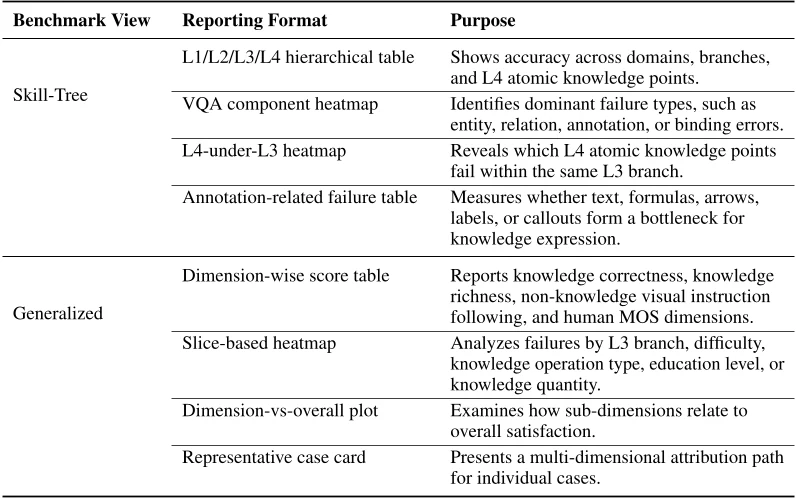 Benchmark View Reporting Format Purpose
Skill-Tree
L1/L2/L3/L4 hierarchical table
Shows accuracy across domains, branches,
and L4 atomic knowledge points.
VQA component heatmap
Identifies dominant failure types, such as
entity, relation, annotation, or binding errors.
L4-under-L3 heatmap
Reveals which L4 atomic knowledge points
fail within the same L3 branch.
Annotation-related failure table
Measures whether text, formulas, arrows,
labels, or callouts form a bottleneck for
knowledge expression.
Generalized
Dimension-wise score table
Reports knowledge correctness, knowledge
richness, non-knowledge visual instruction
following, and human MOS dimensions.
Slice-based heatmap
Analyzes failures by L3 branch, difficulty,
knowledge operation type, education level, or
knowledge quantity.
Dimension-vs-overall plot
Examines how sub-dimensions relate to
overall satisfaction.
Representative case card
Presents a multi-dimensional attribution path
for individual cases.